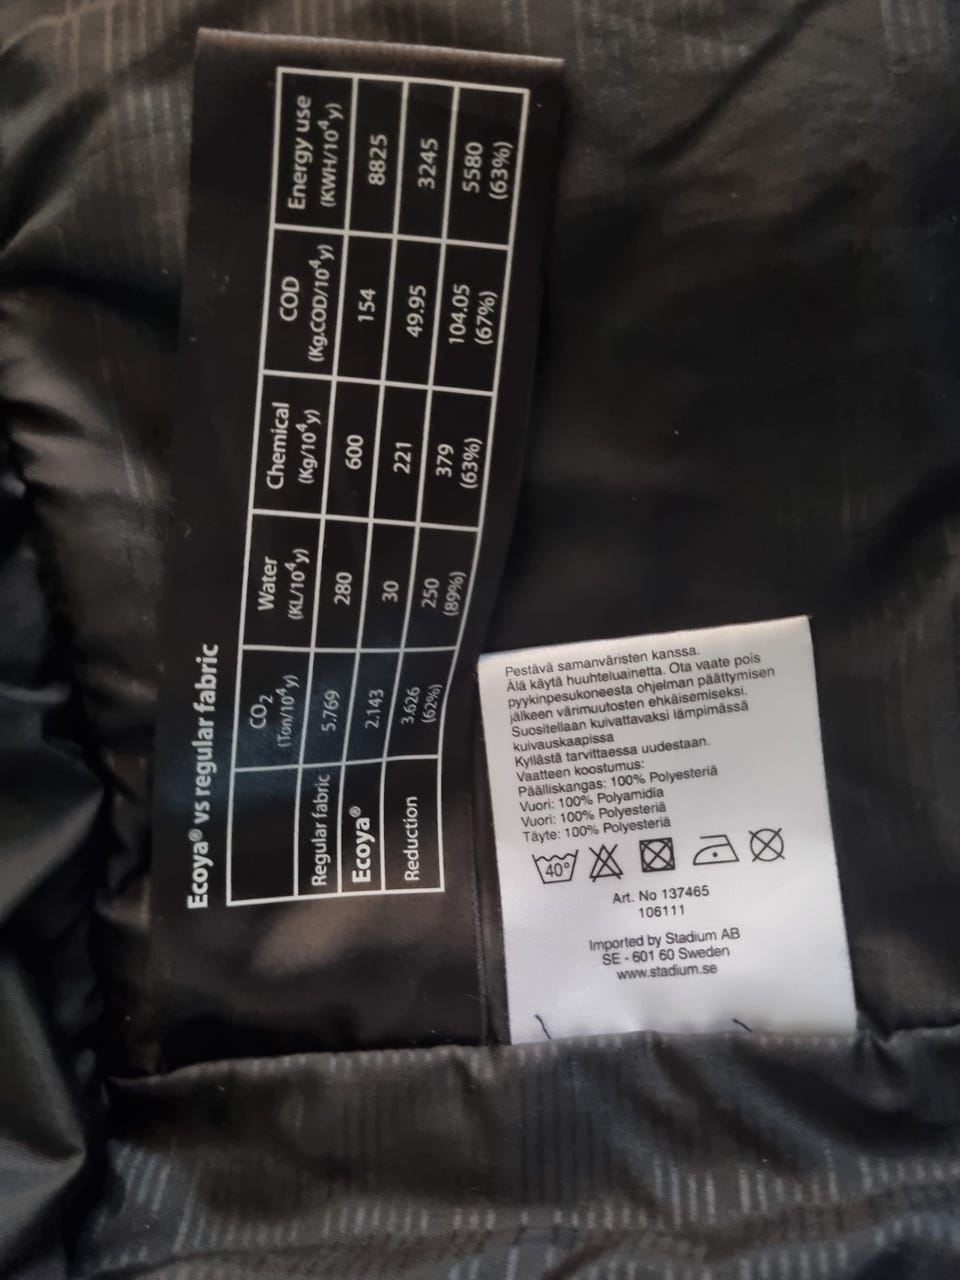 Ecoya® vs regular fabric
CO₂ Water Chemical COD Energy use
(Ton/10⁴y) (KL/10⁴y) (Kg/10⁴y) (Kg.COD/10⁴y) (KWH/10⁴y)
Regular fabric 5.769 280 600 154 8825
Ecoya® 2.143 30 221 49.95 3245
Reduction 3.626 250 379 104.05 5580
(62%) (89%) (63%) (67%) (63%)
Pestävä samanväristen kanssa.
Älä käytä huuhteluainetta. Ota vaate pois
pyykinpesukoneesta ohjelman päättymisen
jälkeen värimuutosten ehkäisemiseksi.
Suositellaan kuivattavaksi lämpimässä
kuivauskaapissa
Kyllästä tarvittaessa uudestaan.
Vaatteen koostumus:
Päälliskangas: 100% Polyesteriä
Vuori: 100% Polyamidia
Vuori: 100% Polyesteriä
Täyte: 100% Polyesteriä
40°
Art. No 137465
106111
Imported by Stadium AB
SE - 601 60 Sweden
www.stadium.se